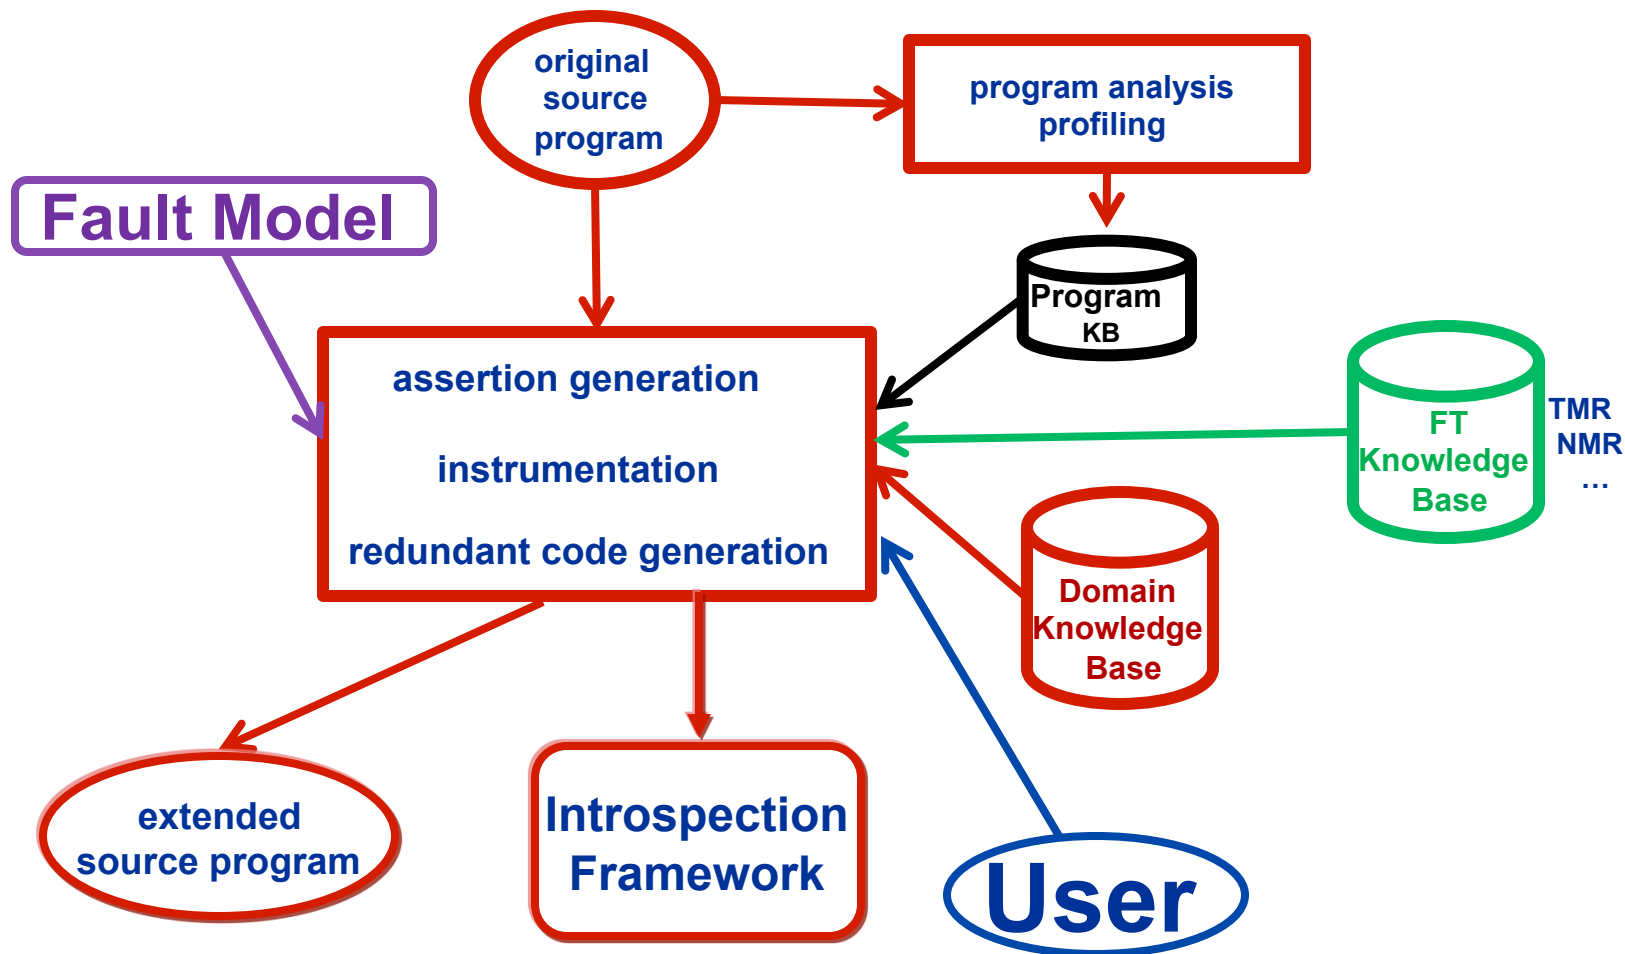 original
source
program
program analysis
profiling
Fault Model
Program
KB
assertion generation
instrumentation
redundant code generation
FT
Knowledge
Base
TMR
NMR
…
Domain
Knowledge
Base
extended
source program
Introspection
Framework
User